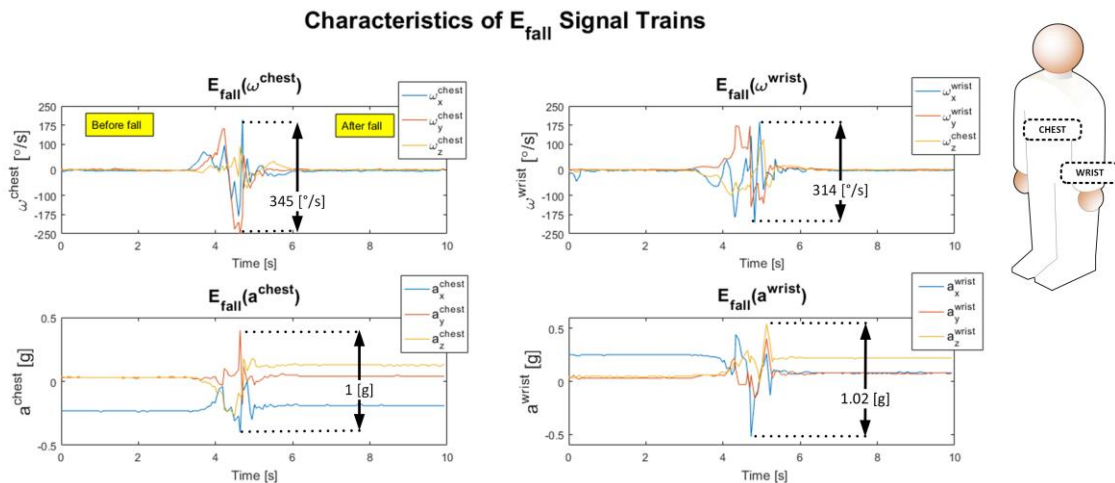 Characteristics of E_fall Signal Trains
E_fall(ω^chest)
ω_x^chest
ω_y^chest
ω_z^chest
Before fall
After fall
345 [°/s]
ω^chest [°/s]
250
175
100
0
-100
-175
-250
0 2 4 6 8 10
Time [s]
E_fall(ω^wrist)
ω_x^wrist
ω_y^wrist
ω_z^chest
314 [°/s]
ω^wrist [°/s]
250
175
100
0
-100
-175
-250
0 2 4 6 8 10
Time [s]
CHEST
WRIST
E_fall(a^chest)
a_x^chest
a_y^chest
a_z^chest
1 [g]
a^chest [g]
0.5
0
-0.5
0 2 4 6 8 10
Time [s]
E_fall(a^wrist)
a_x^wrist
a_y^wrist
a_z^wrist
1.02 [g]
a^wrist [g]
0.5
0
-0.5
0 2 4 6 8 10
Time [s]